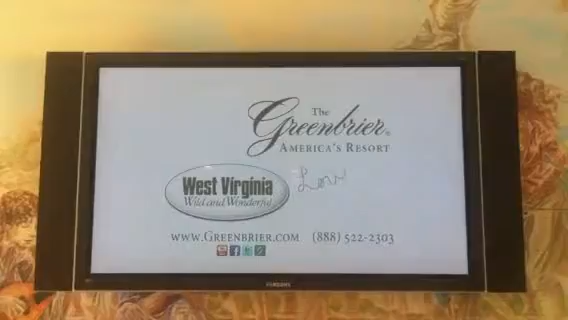 The
Greenbrier®
AMERICA'S RESORT
West Virginia
Wild and Wonderful
WWW.GREENBRIER.COM (888) 522-2303